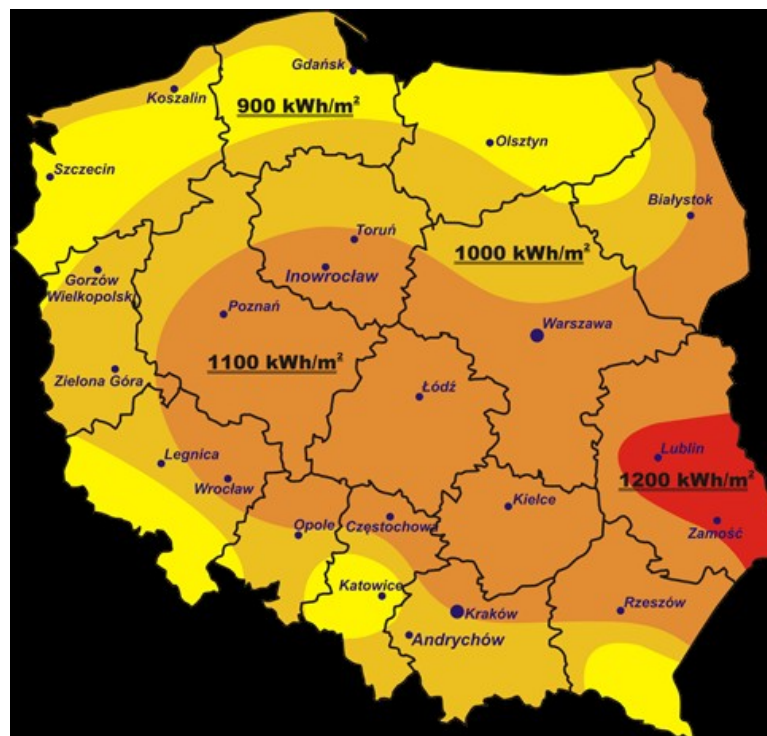 Gdańsk
Koszalin
900 kWh/m²
Olsztyn
Szczecin
Białystok
Toruń
1000 kWh/m²
Inowrocław
Gorzów
Wielkopolski
Poznań
Warszawa
1100 kWh/m²
Zielona Góra
Łódź
Legnica
Lublin
1200 kWh/m²
Wrocław
Kielce
Opole
Częstochowa
Zamość
Katowice
Kraków
Rzeszów
Andrychów